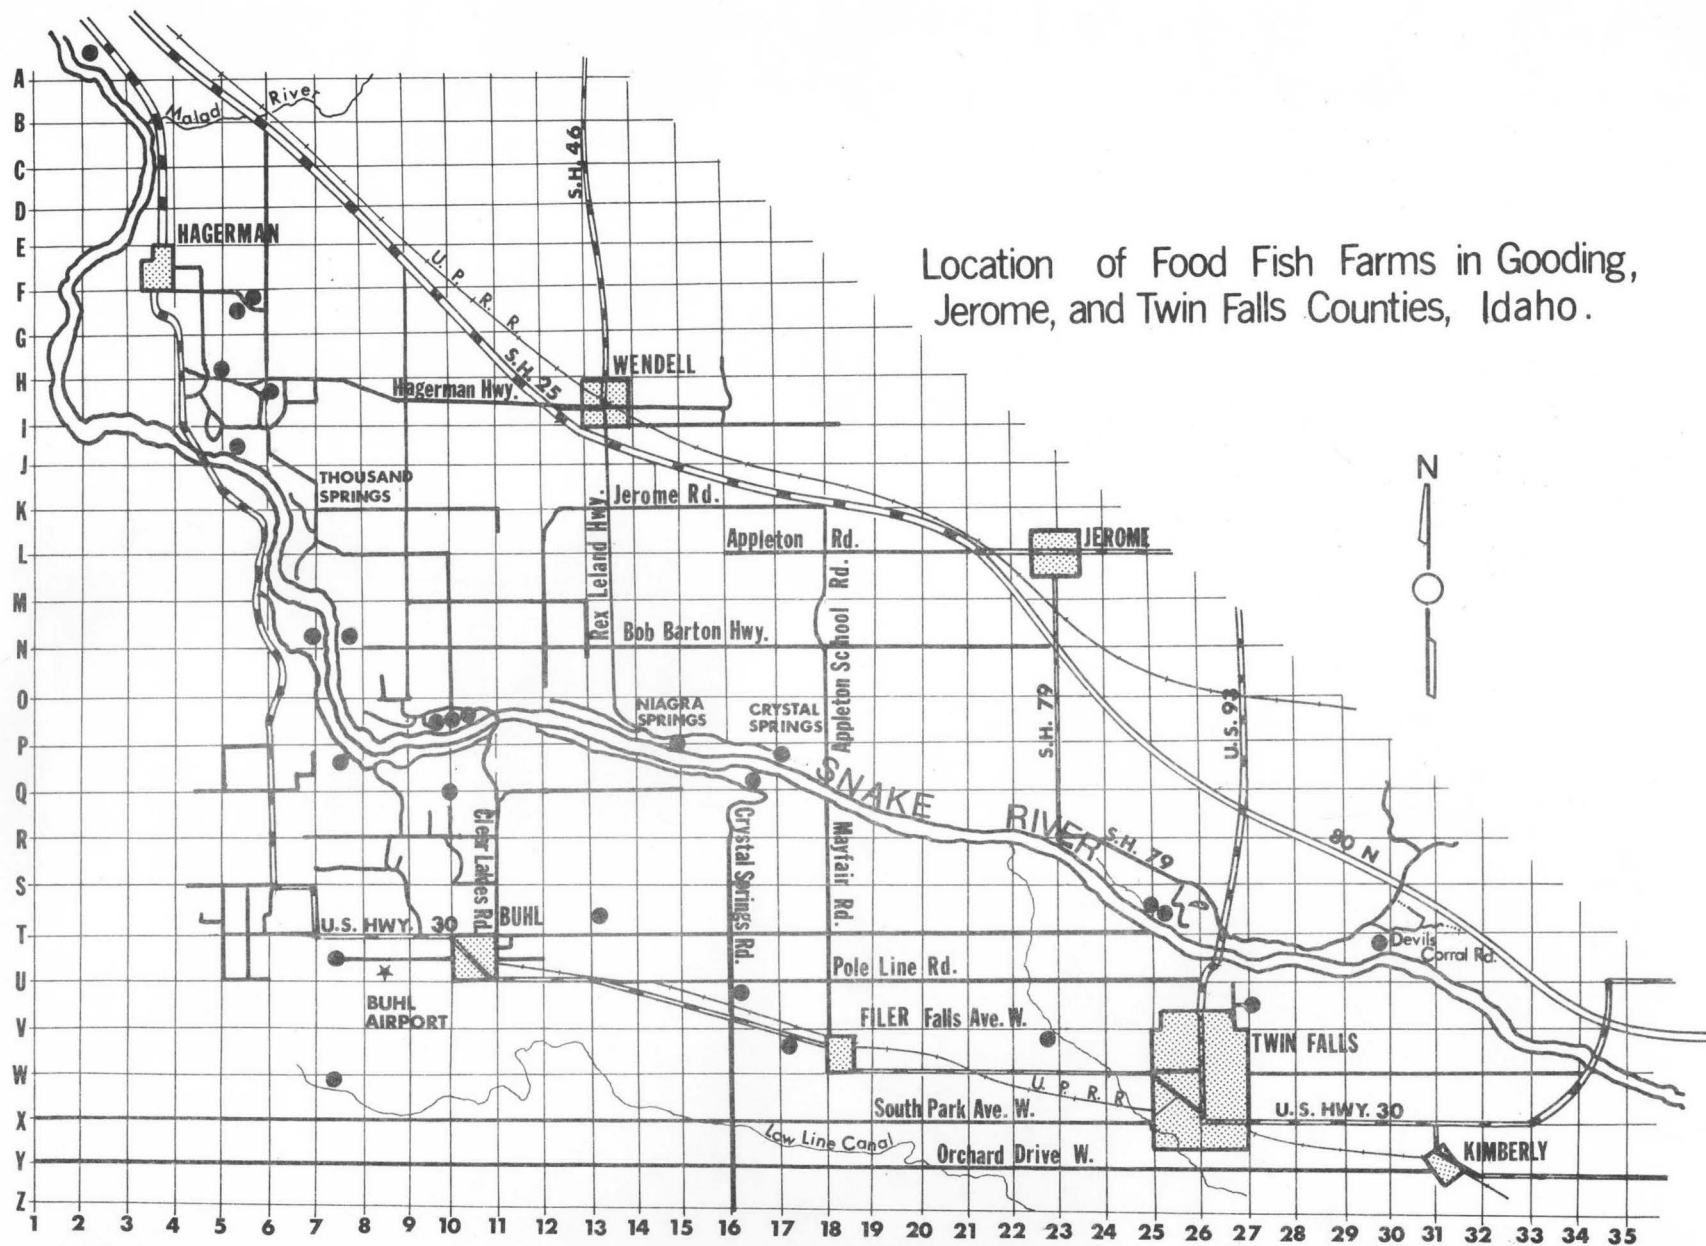 A
Malad River
B
S.H. 46
C
D
E
HAGERMAN
Location of Food Fish Farms in Gooding,
Jerome, and Twin Falls Counties, Idaho.
U. P. R. R.
F
G
S.H. 25
WENDELL
H
Hagerman Hwy.
I
J
THOUSAND
SPRINGS
N
K
Jerome Rd.
Rex Leland Hwy.
Appleton Rd.
JEROME
L
M
Bob Barton Hwy.
Appleton School Rd.
N
O
NIAGRA
SPRINGS
CRYSTAL
SPRINGS
S.H. 79
U.S. 93
P
SNAKE RIVER
Q
Clear Lakes Rd.
Crystal Springs Rd.
Mayfair Rd.
S.H. 79
80 N
R
S
U.S. HWY. 30
BUHL
T
Devils
Corral Rd.
Pole Line Rd.
U
BUHL
AIRPORT
FILER Falls Ave. W.
V
TWIN FALLS
W
U. P. R. R.
South Park Ave. W.
U.S. HWY. 30
X
Low Line Canal
Orchard Drive W.
KIMBERLY
Y
Z
1 2 3 4 5 6 7 8 9 10 11 12 13 14 15 16 17 18 19 20 21 22 23 24 25 26 27 28 29 30 31 32 33 34 35